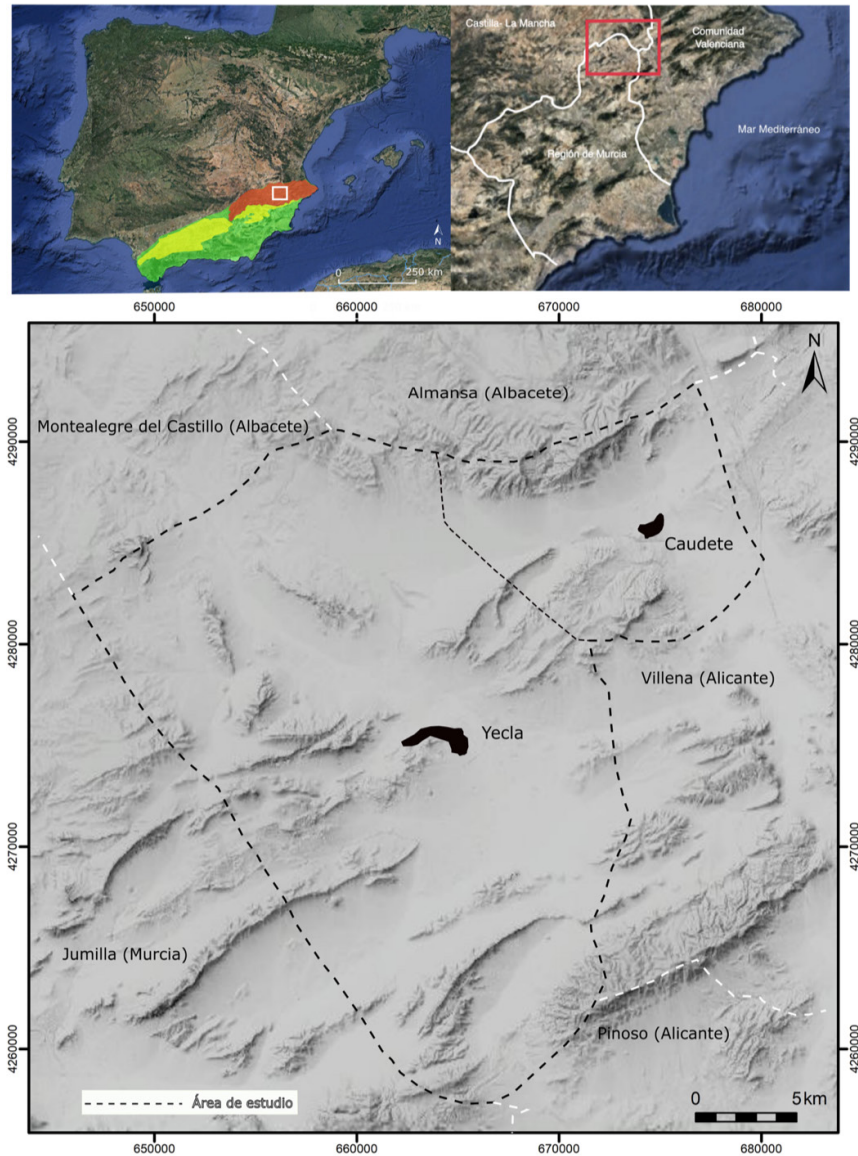 Castilla- La Mancha
Comunidad
Valenciana
Mar Mediterráneo
Región de Murcia
N
0 250 km
650000 660000 670000 680000
N
Almansa (Albacete)
Montealegre del Castillo (Albacete)
4290000 4290000
Caudete
4280000 4280000
Villena (Alicante)
Yecla
4270000 4270000
Jumilla (Murcia)
Pinoso (Alicante)
4260000 4260000
Área de estudio
0 5km
650000 660000 670000 680000